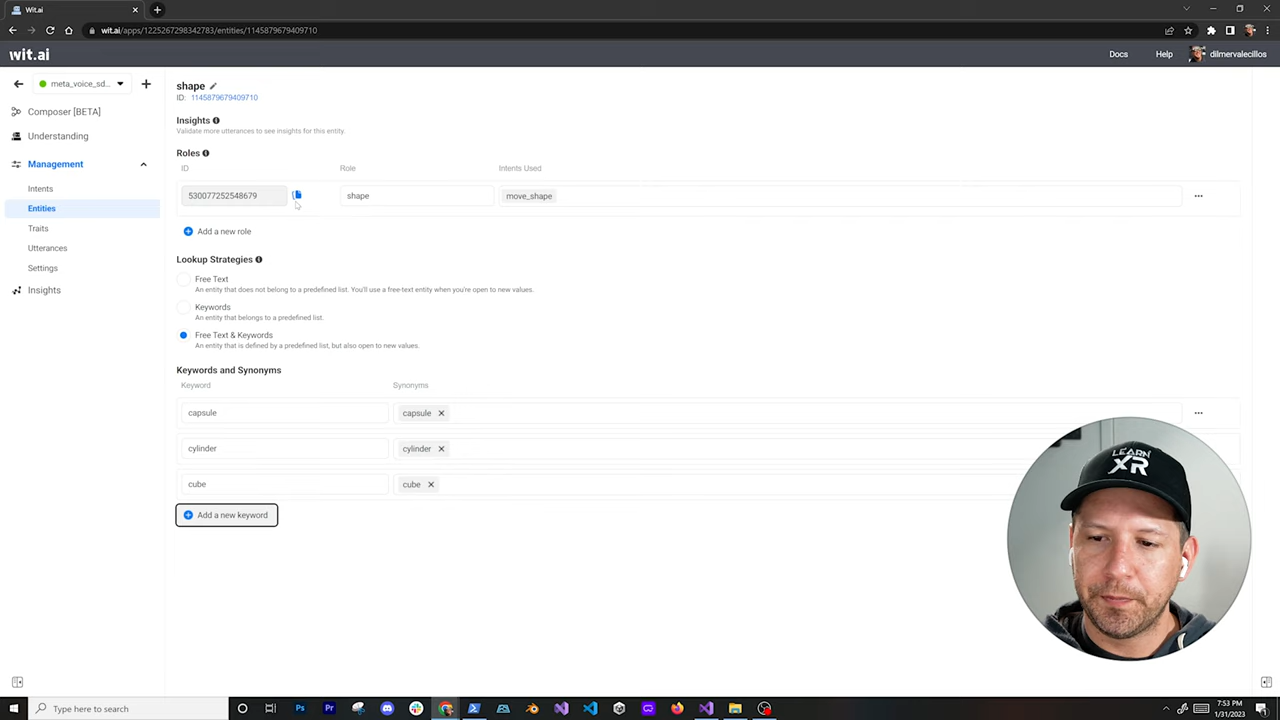 Wit.ai
wit.ai/apps/1225267298342783/entities/1145879679409710
wit.ai
Docs
Help
dilmervalecillos
meta_voice_sd...
shape
ID: 1145879679409710
Composer [BETA]
Understanding
Insights
Validate more utterances to see insights for this entity.
Management
Roles
ID
Role
Intents Used
Intents
530077252548679
shape
move_shape
Entities
Traits
Add a new role
Utterances
Lookup Strategies
Settings
Free Text
An entity that does not belong to a predefined list. You'll use a free-text entity when you're open to new values.
Insights
Keywords
An entity that belongs to a predefined list.
Free Text & Keywords
An entity that is defined by a predefined list, but also open to new values.
Keywords and Synonyms
Keyword
Synonyms
capsule
capsule
cylinder
cylinder
cube
cube
Add a new keyword
LEARN
XR
Type here to search
7:53 PM
1/31/2023